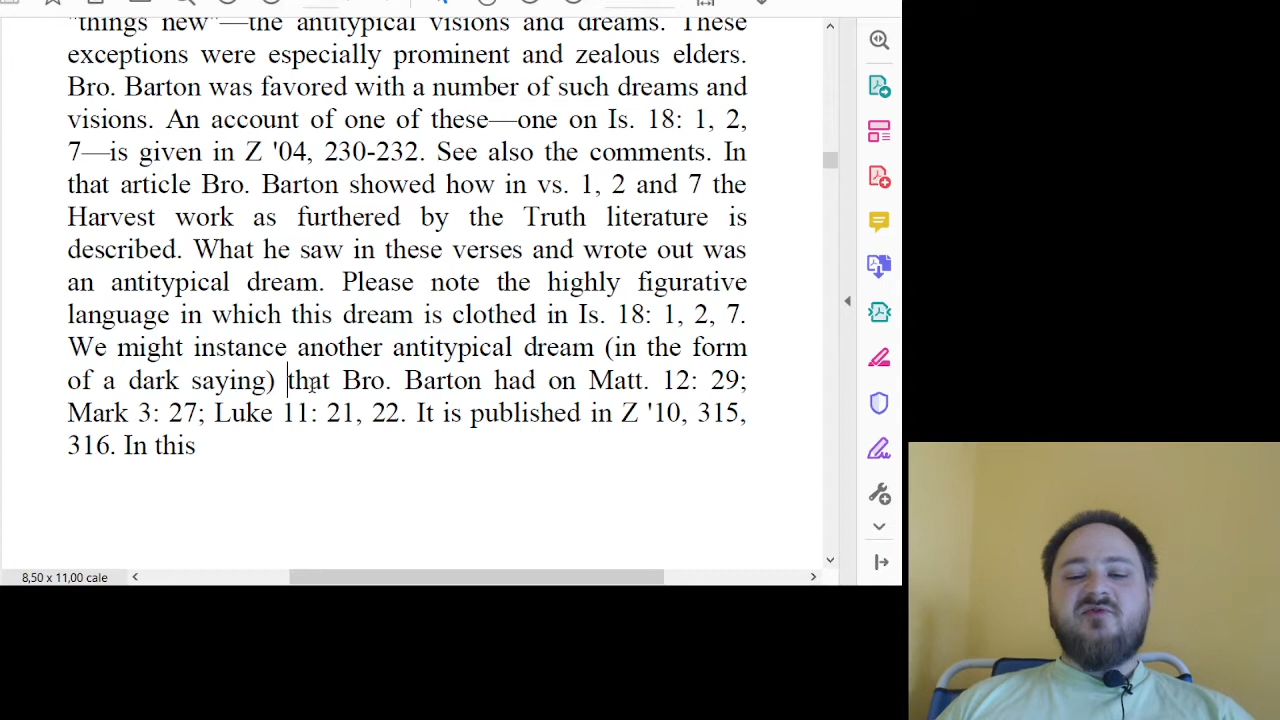 "things new"—the antitypical visions and dreams. These
exceptions were especially prominent and zealous elders.
Bro. Barton was favored with a number of such dreams and
visions. An account of one of these—one on Is. 18: 1, 2,
7—is given in Z '04, 230-232. See also the comments. In
that article Bro. Barton showed how in vs. 1, 2 and 7 the
Harvest work as furthered by the Truth literature is
described. What he saw in these verses and wrote out was
an antitypical dream. Please note the highly figurative
language in which this dream is clothed in Is. 18: 1, 2, 7.
We might instance another antitypical dream (in the form
of a dark saying) that Bro. Barton had on Matt. 12: 29;
Mark 3: 27; Luke 11: 21, 22. It is published in Z '10, 315,
316. In this
8,50 x 11,00 cale